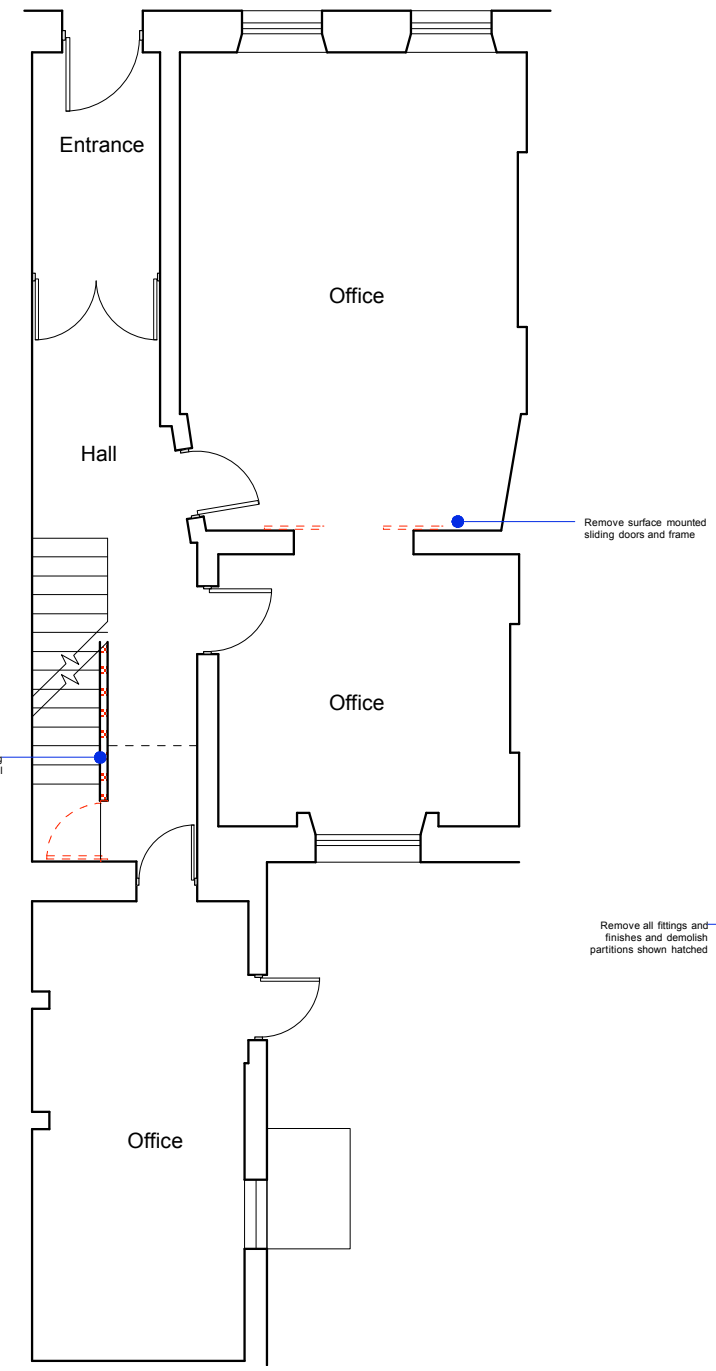 Entrance
Office
Hall
Remove surface mounted
sliding doors and frame
Office
Remove all fittings and
finishes and demolish
partitions shown hatched
Office